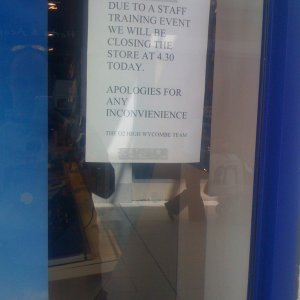 DUE TO A STAFF
TRAINING EVENT
WE WILL BE
CLOSING THE
STORE AT 4.30
TODAY.
APOLOGIES FOR
ANY
INCONVIENIENCE
THE O2 HIGH WYCOMBE TEAM